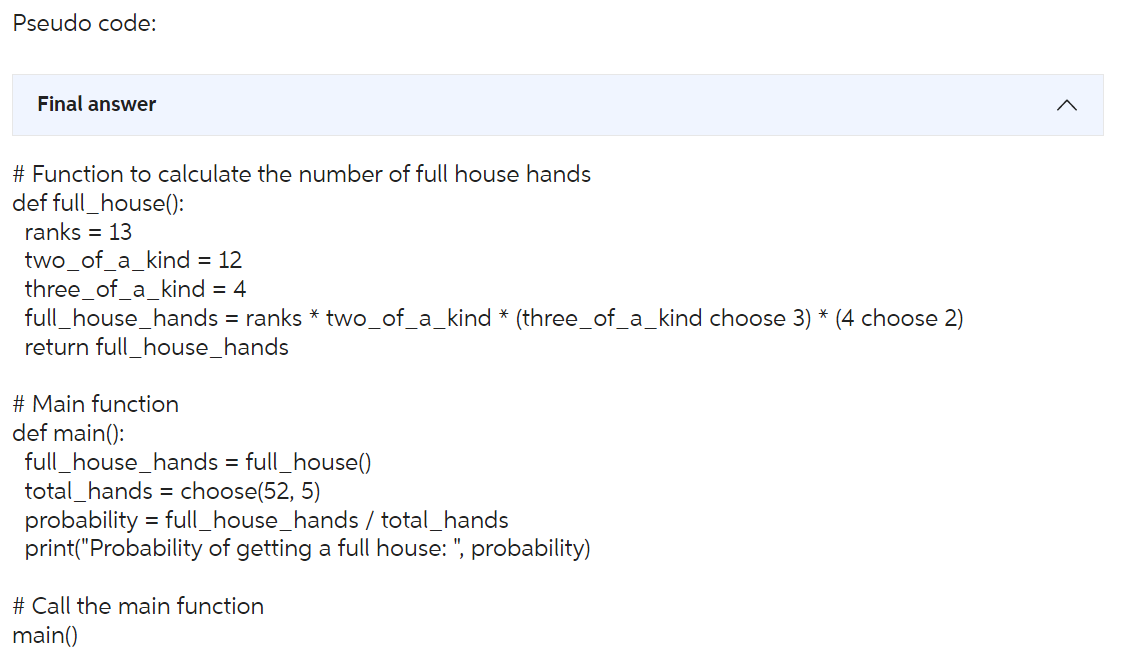 Pseudo code:
Final answer
# Function to calculate the number of full house hands
def full_house():
ranks = 13
two_of_a_kind = 12
three_of_a_kind = 4
full_house_hands = ranks * two_of_a_kind * (three_of_a_kind choose 3) * (4 choose 2)
return full_house_hands
# Main function
def main():
full_house_hands = full_house()
total_hands = choose(52, 5)
probability = full_house_hands / total_hands
print("Probability of getting a full house: ", probability)
# Call the main function
main()